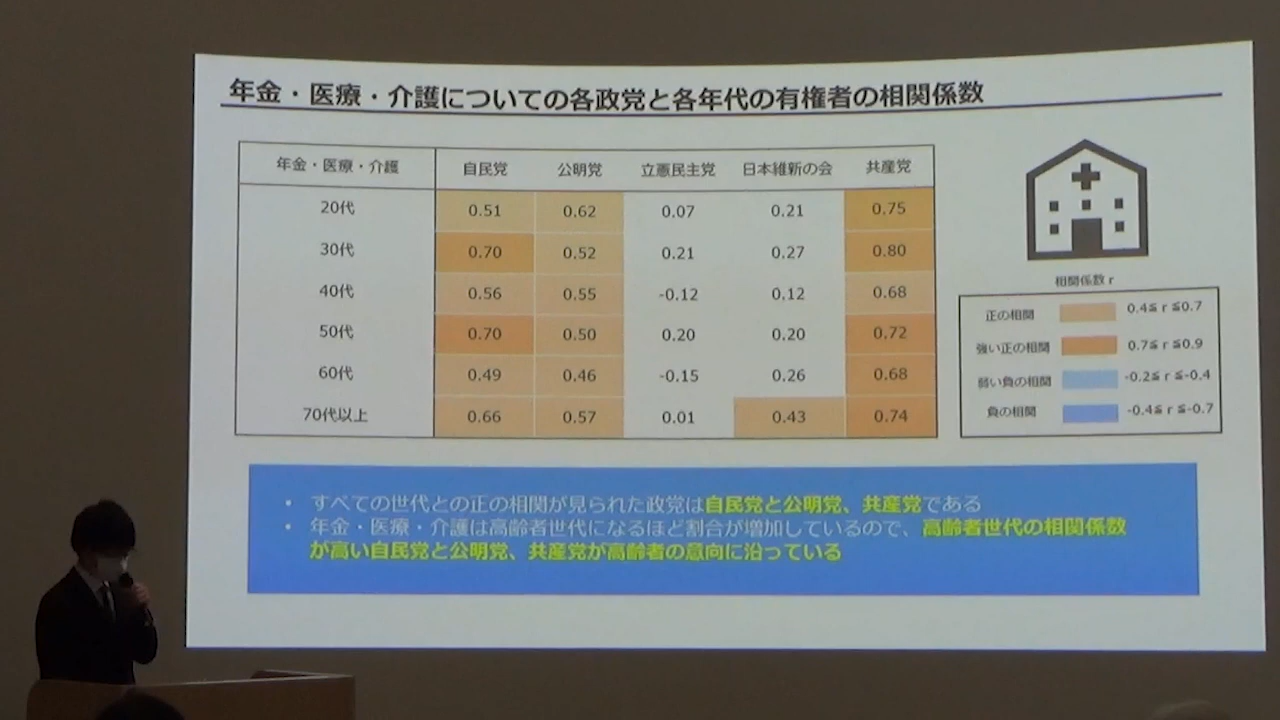 年金・医療・介護についての各政党と各年代の有権者の相関係数
年金・医療・介護 自民党 公明党 立憲民主党 日本維新の会 共産党
20代 0.51 0.62 0.07 0.21 0.75
30代 0.70 0.52 0.21 0.27 0.80
40代 0.56 0.55 -0.12 0.12 0.68
50代 0.70 0.50 0.20 0.20 0.72
60代 0.49 0.46 -0.15 0.26 0.68
70代以上 0.66 0.57 0.01 0.43 0.74
相関係数 r
正の相関 0.4≦ r ≦0.7
強い正の相関 0.7≦ r ≦0.9
弱い負の相関 -0.2≦ r ≦-0.4
負の相関 -0.4≦ r ≦-0.7
• すべての世代との正の相関が見られた政党は自民党と公明党、共産党である
• 年金・医療・介護は高齢者世代になるほど割合が増加しているので、高齢者世代の相関係数
が高い自民党と公明党、共産党が高齢者の意向に沿っている